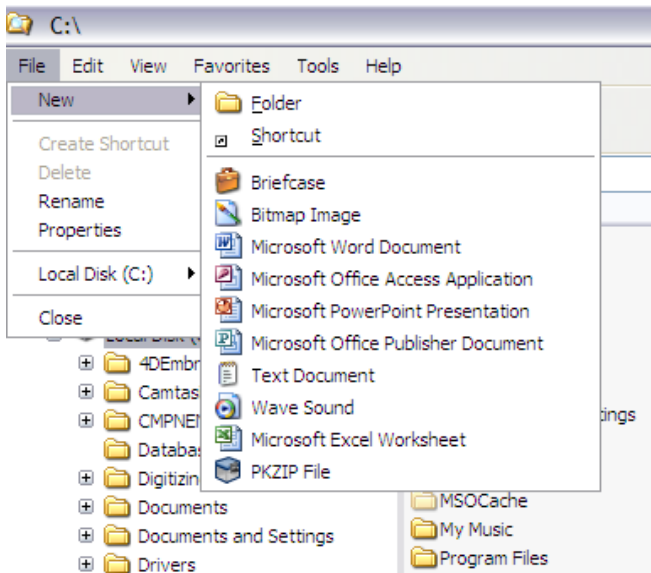 C:\
File Edit View Favorites Tools Help
New
Create Shortcut
Delete
Rename
Properties
Local Disk (C:)
Close
Folder
Shortcut
Briefcase
Bitmap Image
Microsoft Word Document
Microsoft Office Access Application
Microsoft PowerPoint Presentation
Microsoft Office Publisher Document
Text Document
Wave Sound
Microsoft Excel Worksheet
PKZIP File
4DEmbr
Camtas
CMPNE
Databa
Digitizin
Documents
Documents and Settings
Drivers
tings
MSOCache
My Music
Program Files